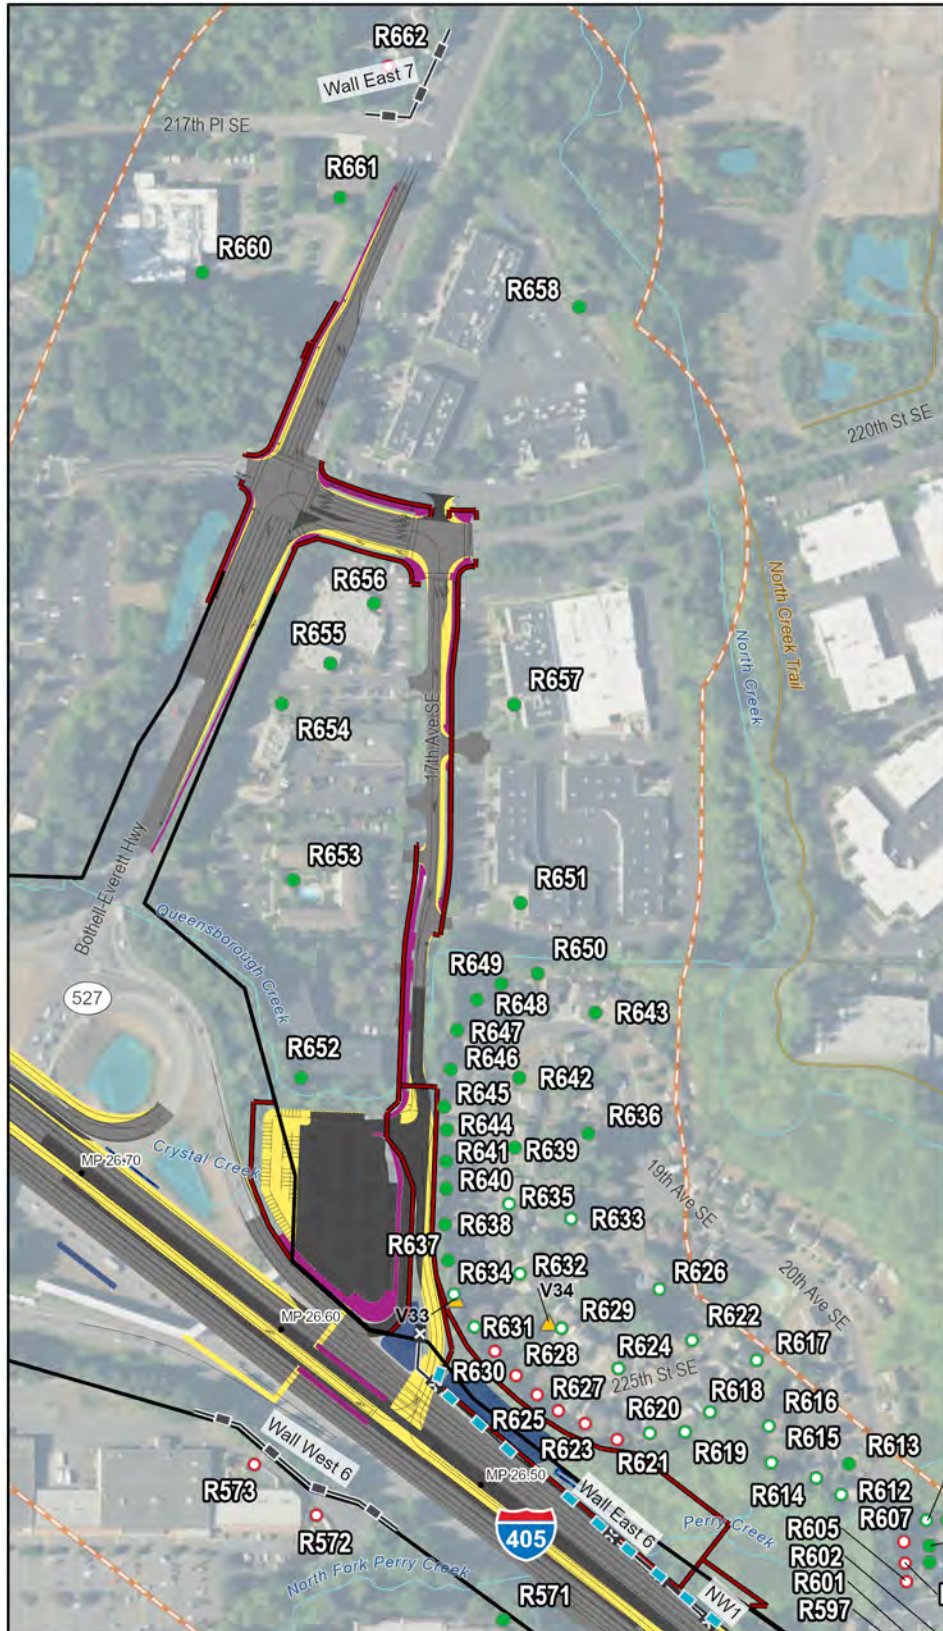 R662
Wall East 7
217th Pl SE
R661
R660
R658
220th St SE
R656
North Creek Trail
R655
North Creek
R657
R654
17th Ave SE
Bothell-Everett Hwy
R653
R651
Queensborough Creek
R650
R649
527
R648
R643
R647
R652
R646
R642
R645
R644
R636
Crystal Creek
MP 26.70
R641
R639
R640
R635
19th Ave SE
R638
R633
R637
R634
R632
R626
20th Ave SE
V34
MP 26.60
V33
R631
R629
R622
R628
R624
R617
R630
225th St SE
R627
R618
R616
R625
R620
R615
Wall West 6
R623
R619
R613
R573
R621
MP 26.50
R614
R612
Wall East 6
R607
405
Perry Creek
R605
R572
R602
North Fork Perry Creek
NW1
R601
R571
R597